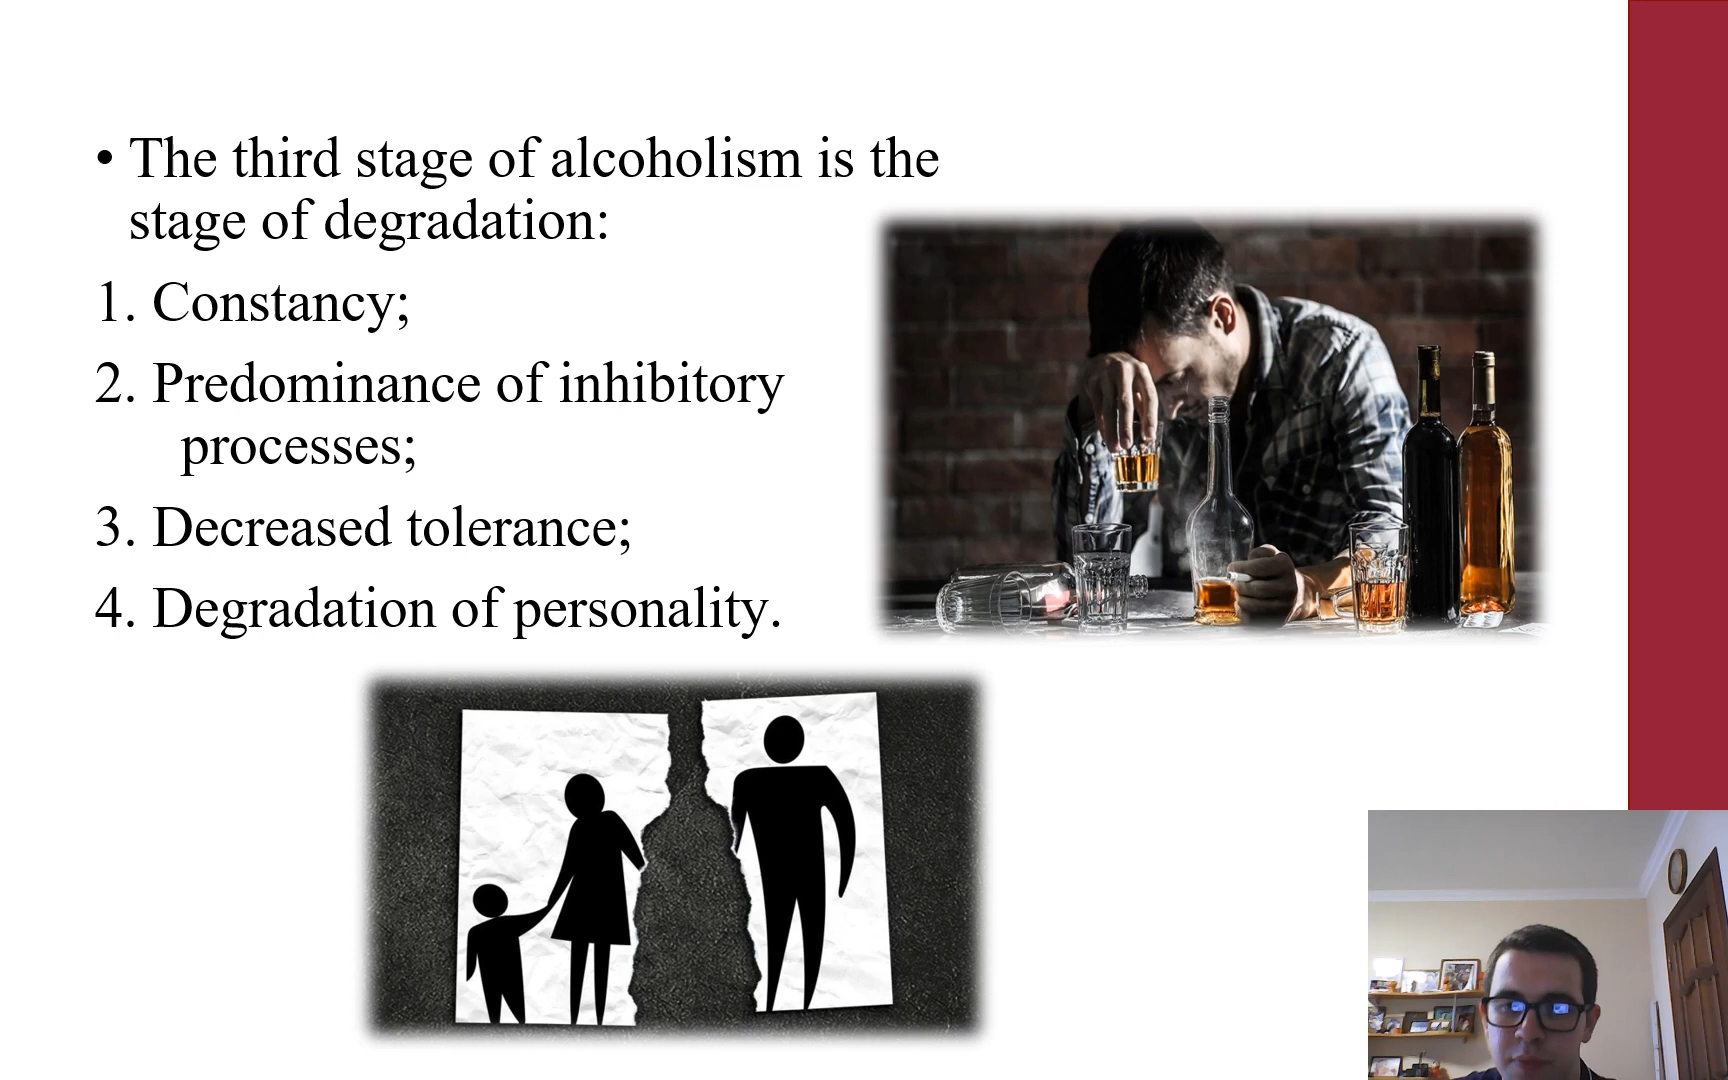 • The third stage of alcoholism is the
stage of degradation:
1. Constancy;
2. Predominance of inhibitory
processes;
3. Decreased tolerance;
4. Degradation of personality.